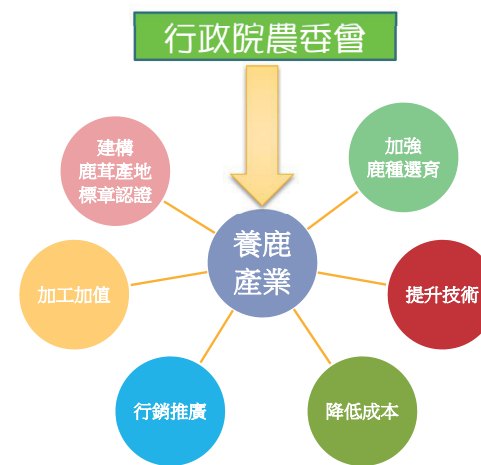 行政院農委會
建構
鹿茸產地
標章認證
加強
鹿種選育
養鹿
產業
加工加值
提升技術
行銷推廣
降低成本